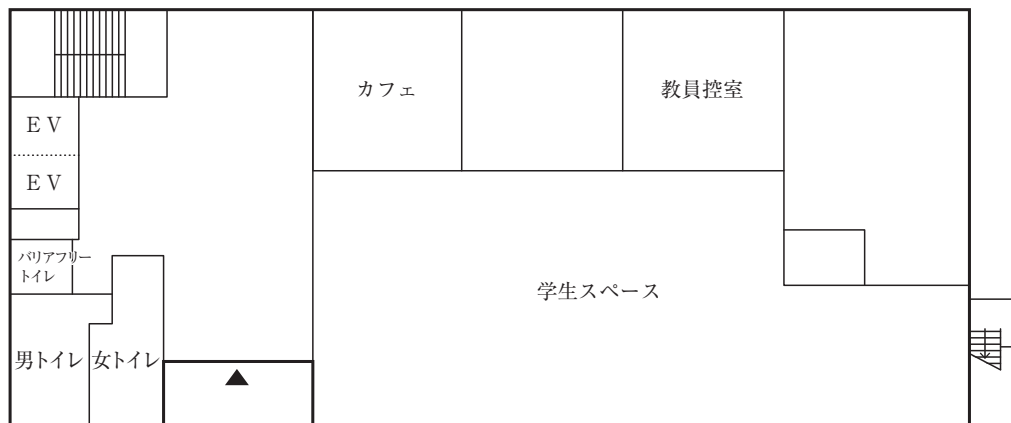 カフェ
教員控室
EV
EV
バリアフリー
トイレ
学生スペース
男トイレ
女トイレ